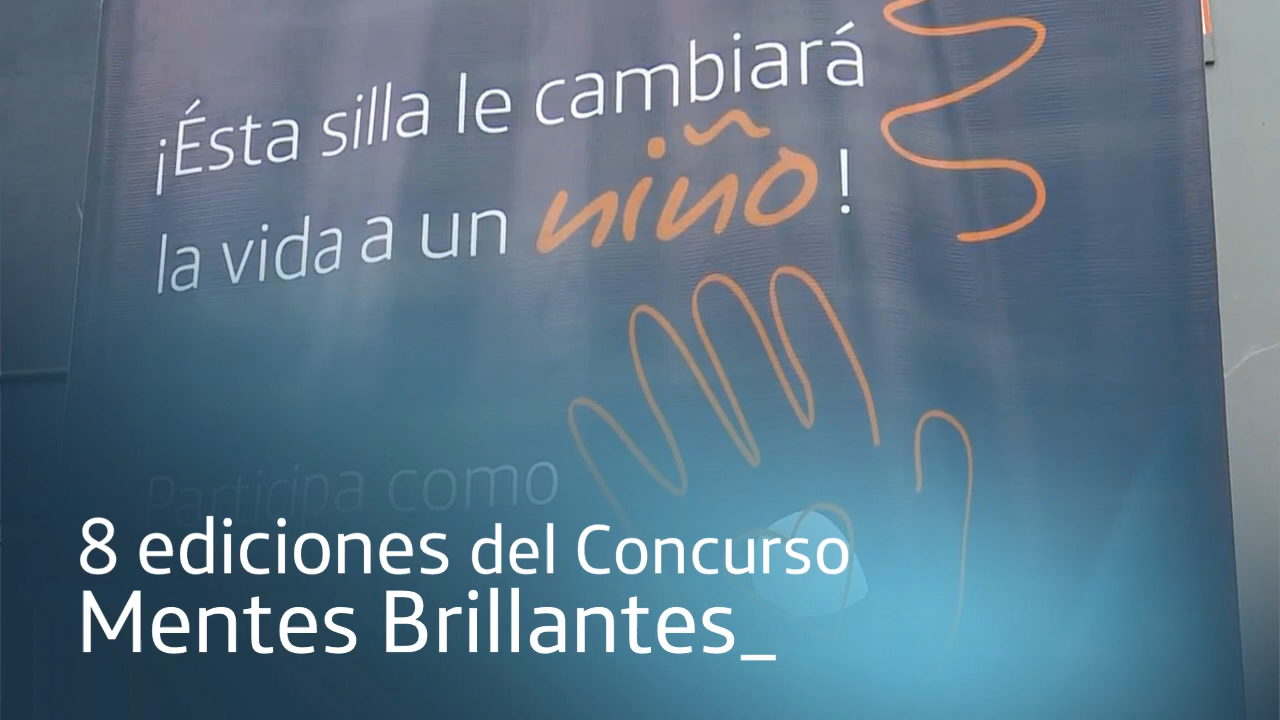 ¡Ésta silla le cambiará
la vida a un niño!
Participa como
8 ediciones del Concurso
Mentes Brillantes_